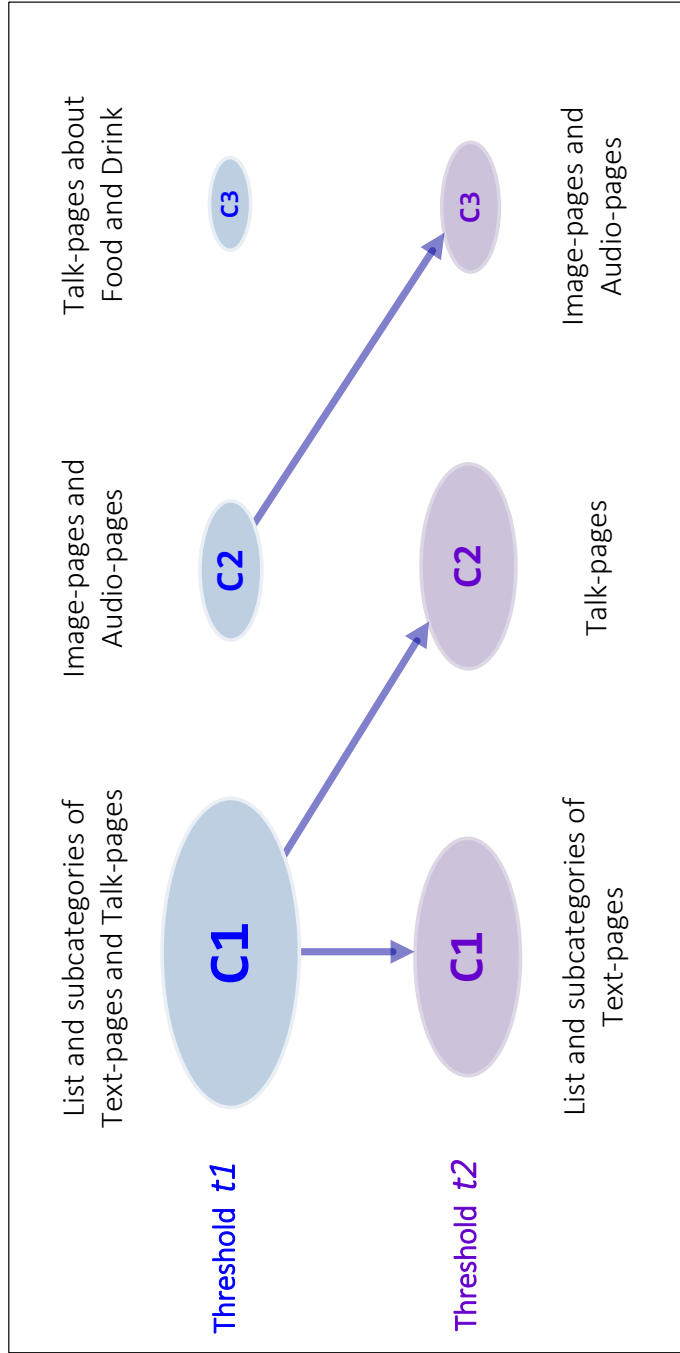 List and subcategories of
Text-pages and Talk-pages
Image-pages and
Audio-pages
Talk-pages about
Food and Drink
Threshold t1
C1
C2
C3
Threshold t2
C1
C2
C3
List and subcategories of
Text-pages
Talk-pages
Image-pages and
Audio-pages